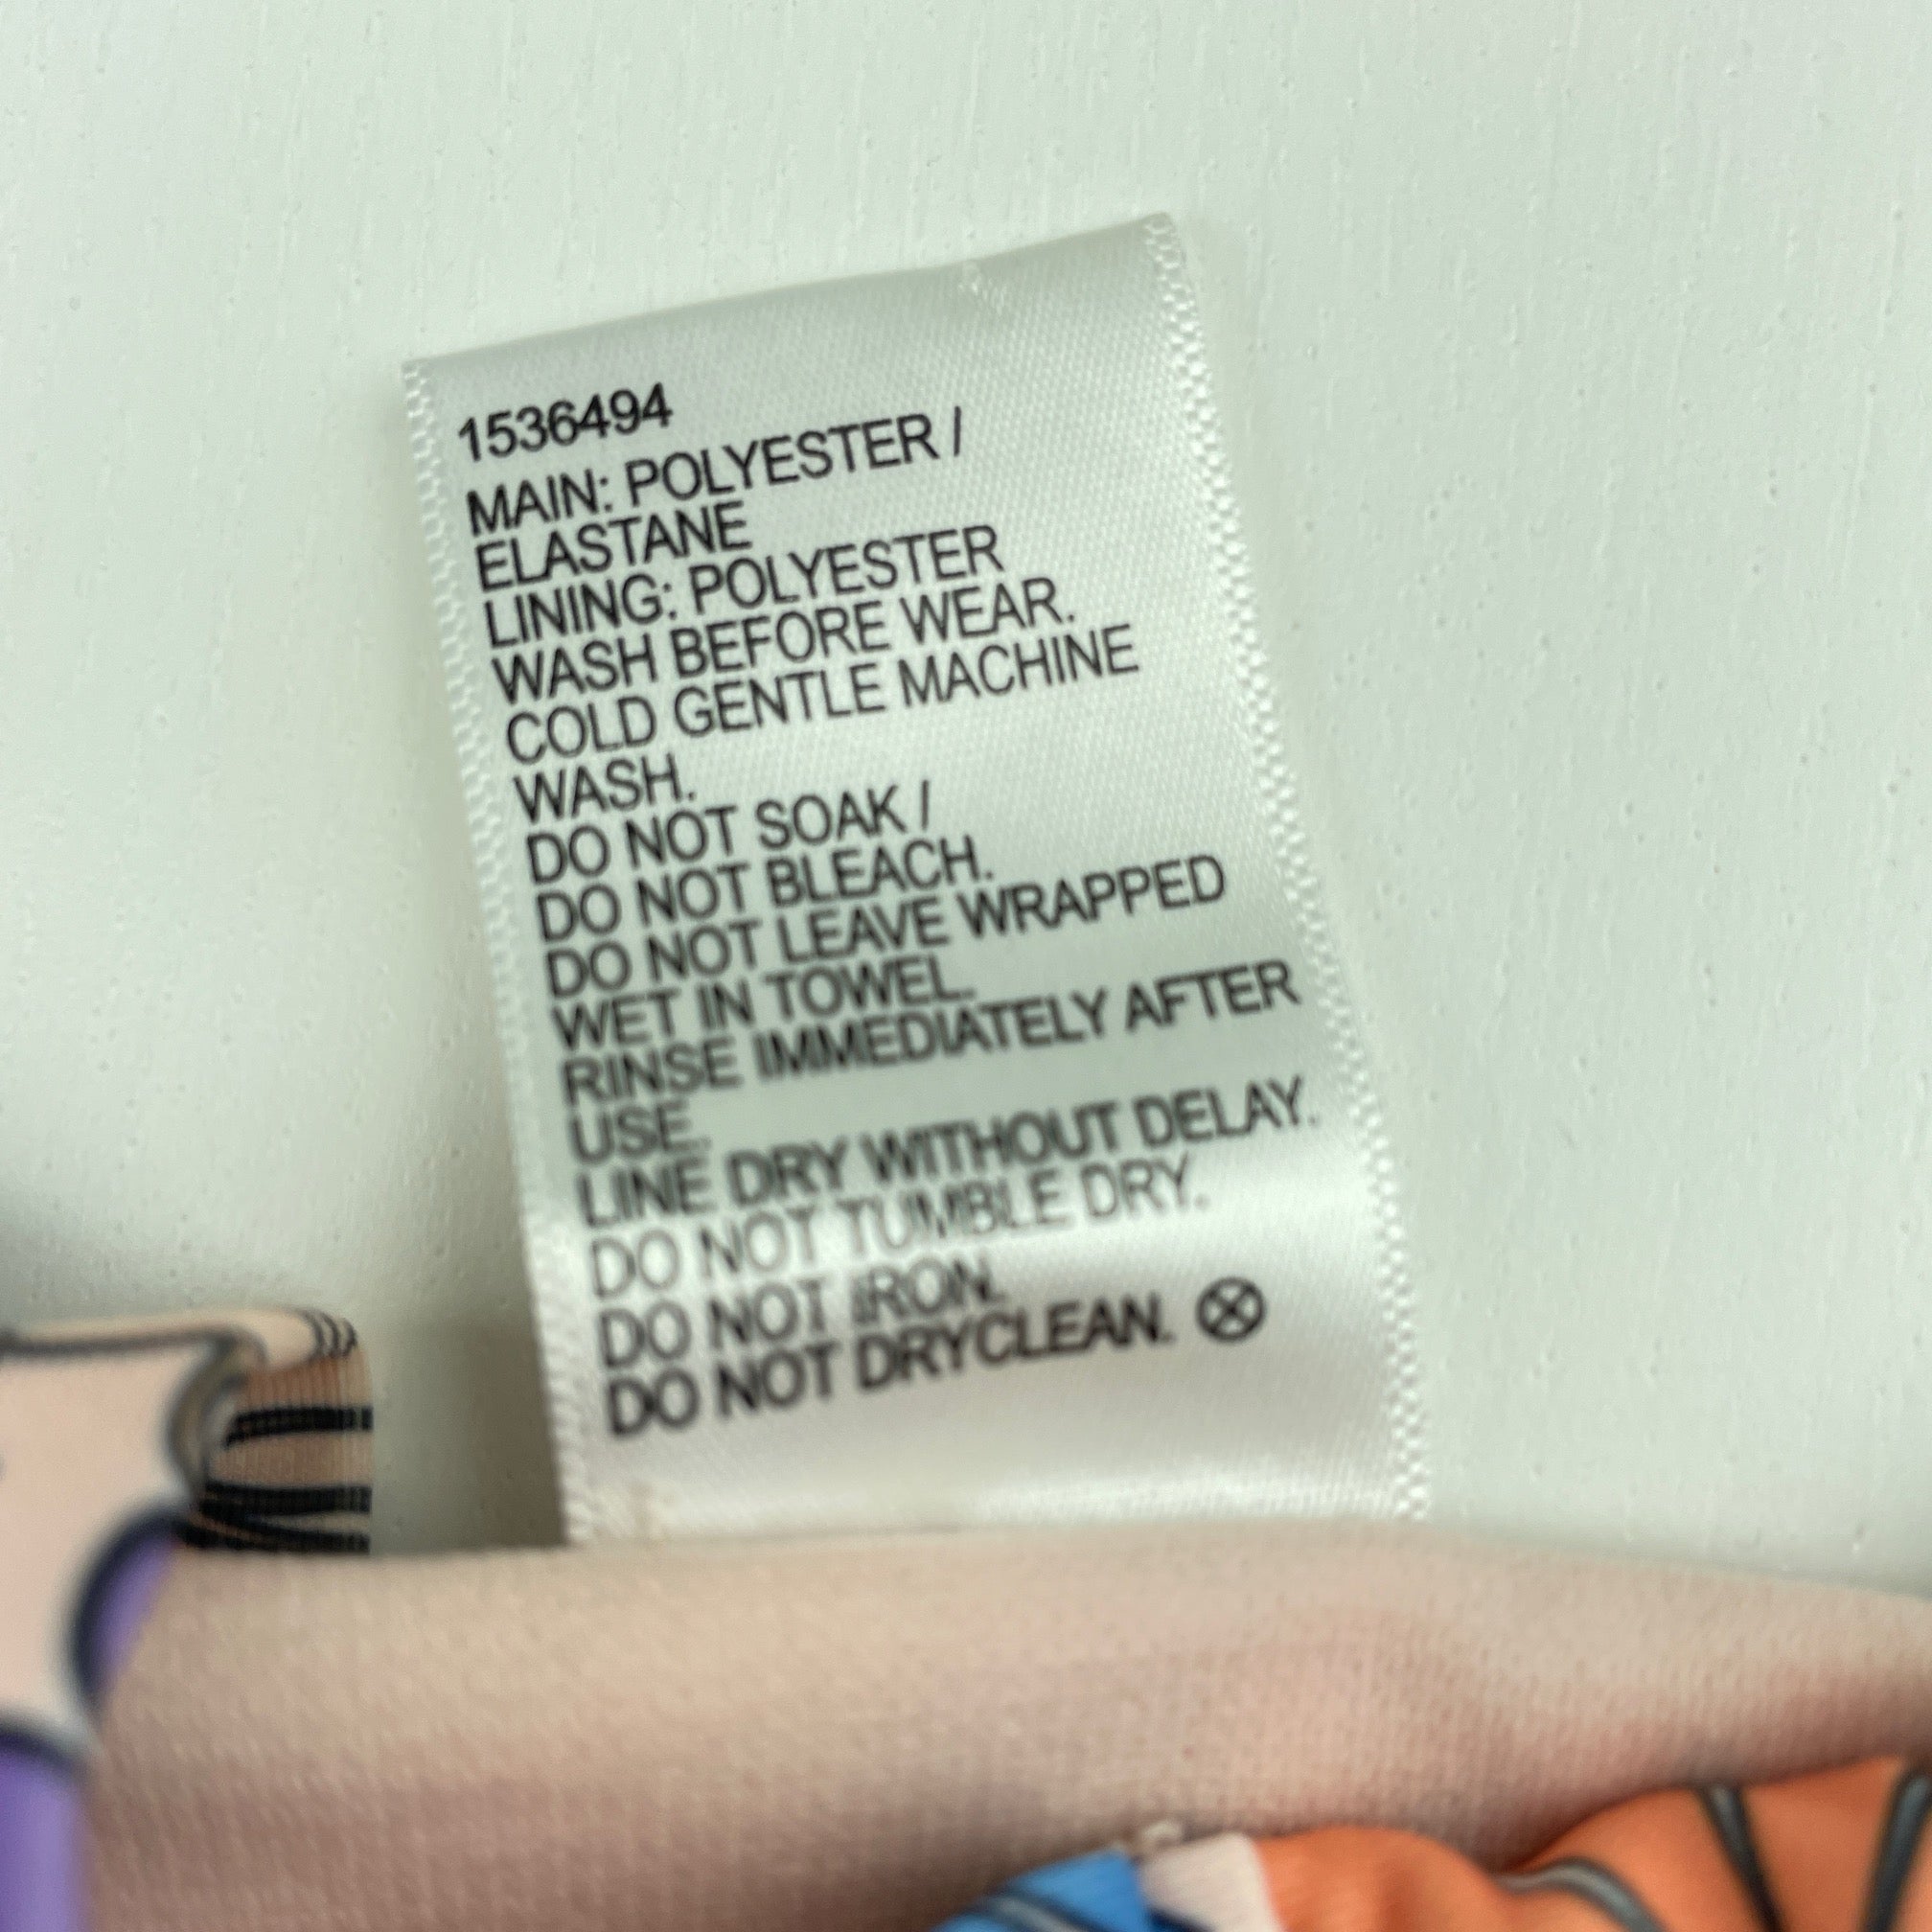 1536494
MAIN: POLYESTER /
ELASTANE
LINING: POLYESTER
WASH BEFORE WEAR.
COLD GENTLE MACHINE
WASH.
DO NOT SOAK /
DO NOT BLEACH.
DO NOT LEAVE WRAPPED
WET IN TOWEL.
RINSE IMMEDIATELY AFTER
USE.
LINE DRY WITHOUT DELAY.
DO NOT TUMBLE DRY.
DO NOT IRON.
DO NOT DRYCLEAN.